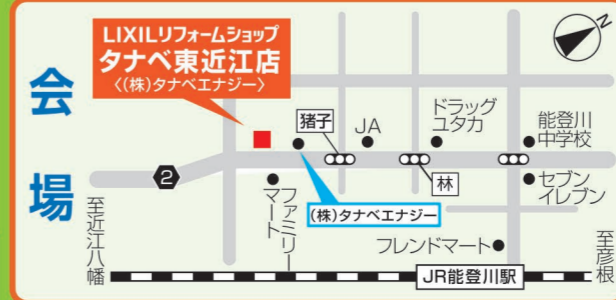 会場
LIXILリフォームショップ
タナベ東近江店
〈(株)タナベエナジー〉
N
猪子
JA
ドラッグ
ユタカ
能登川
中学校
2
ファミリー
マート
(株)タナベエナジー
林
セブン
イレブン
至近江八幡
フレンドマート
至彦根
JR能登川駅